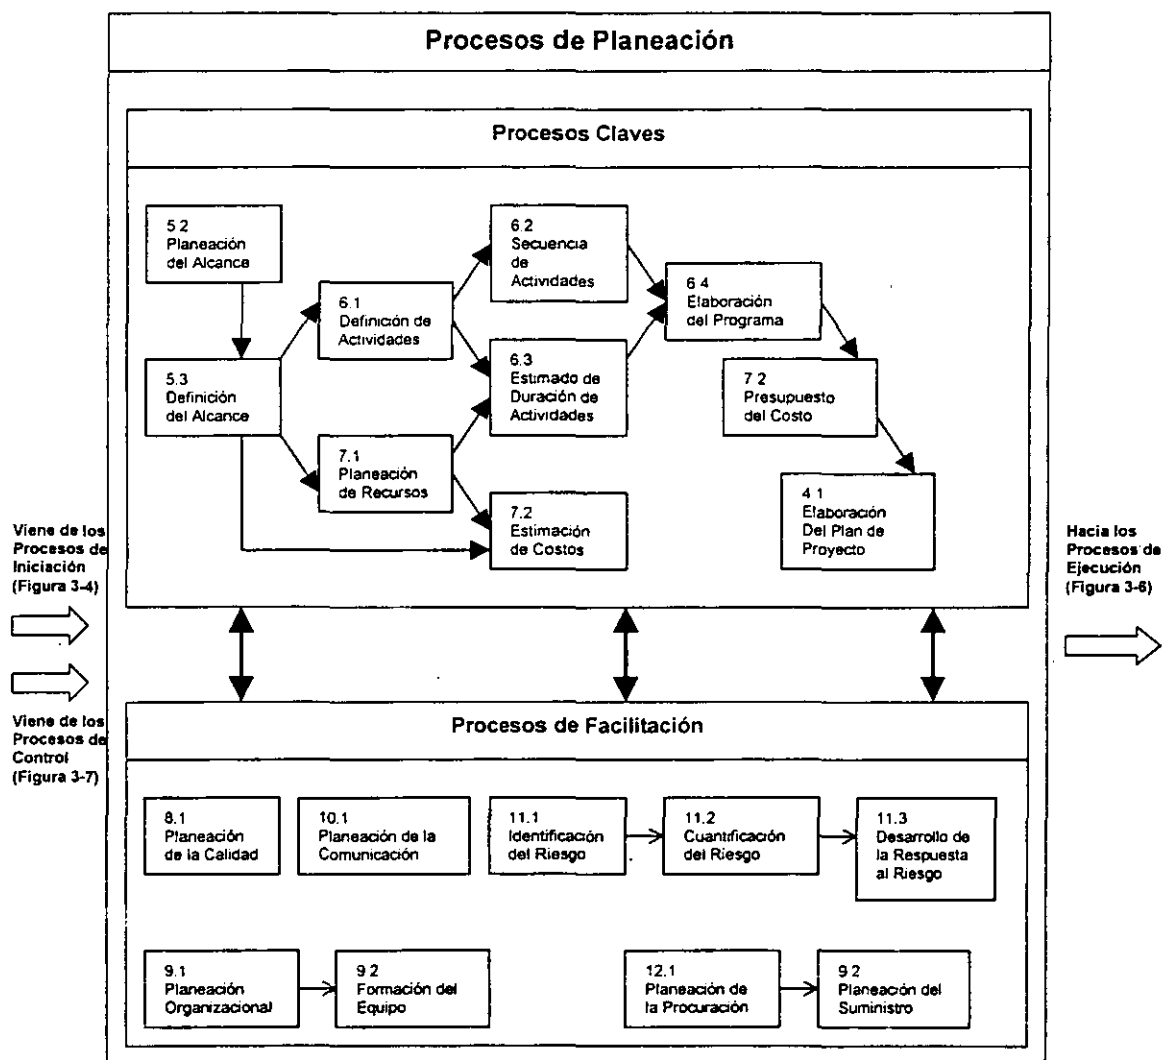 Procesos de Planeación
Procesos Claves
5.2
Planeación
del Alcance
5.3
Definición
del Alcance
6.1
Definición de
Actividades
7.1
Planeación
de Recursos
6.2
Secuencia
de
Actividades
6.3
Estimado de
Duración de
Actividades
7.2
Estimación
de Costos
6.4
Elaboración
del Programa
7.2
Presupuesto
del Costo
4.1
Elaboración
Del Plan de
Proyecto
Viene de los
Procesos de
Iniciación
(Figura 3-4)
Viene de los
Procesos de
Control
(Figura 3-7)
Hacia los
Procesos de
Ejecución
(Figura 3-6)
Procesos de Facilitación
8.1
Planeación
de la Calidad
10.1
Planeación de la
Comunicación
11.1
Identificación
del Riesgo
11.2
Cuantificación
del Riesgo
11.3
Desarrollo de
la Respuesta
al Riesgo
9.1
Planeación
Organizacional
9.2
Formación del
Equipo
12.1
Planeación de
la Procuración
9.2
Planeación del
Suministro